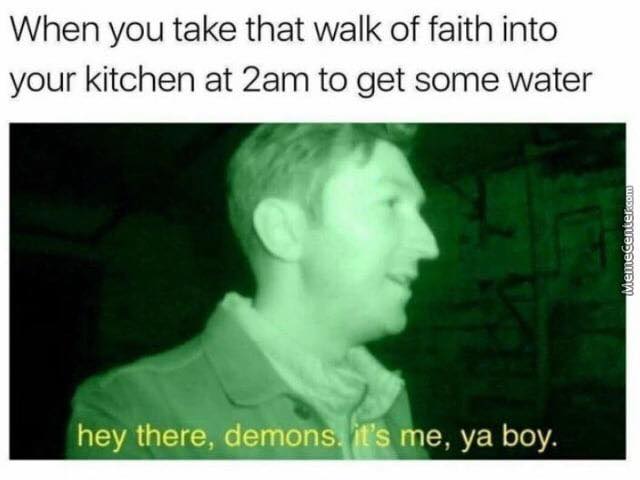 When you take that walk of faith into
your kitchen at 2am to get some water
MemeCenter.com
hey there, demons. it's me, ya boy.